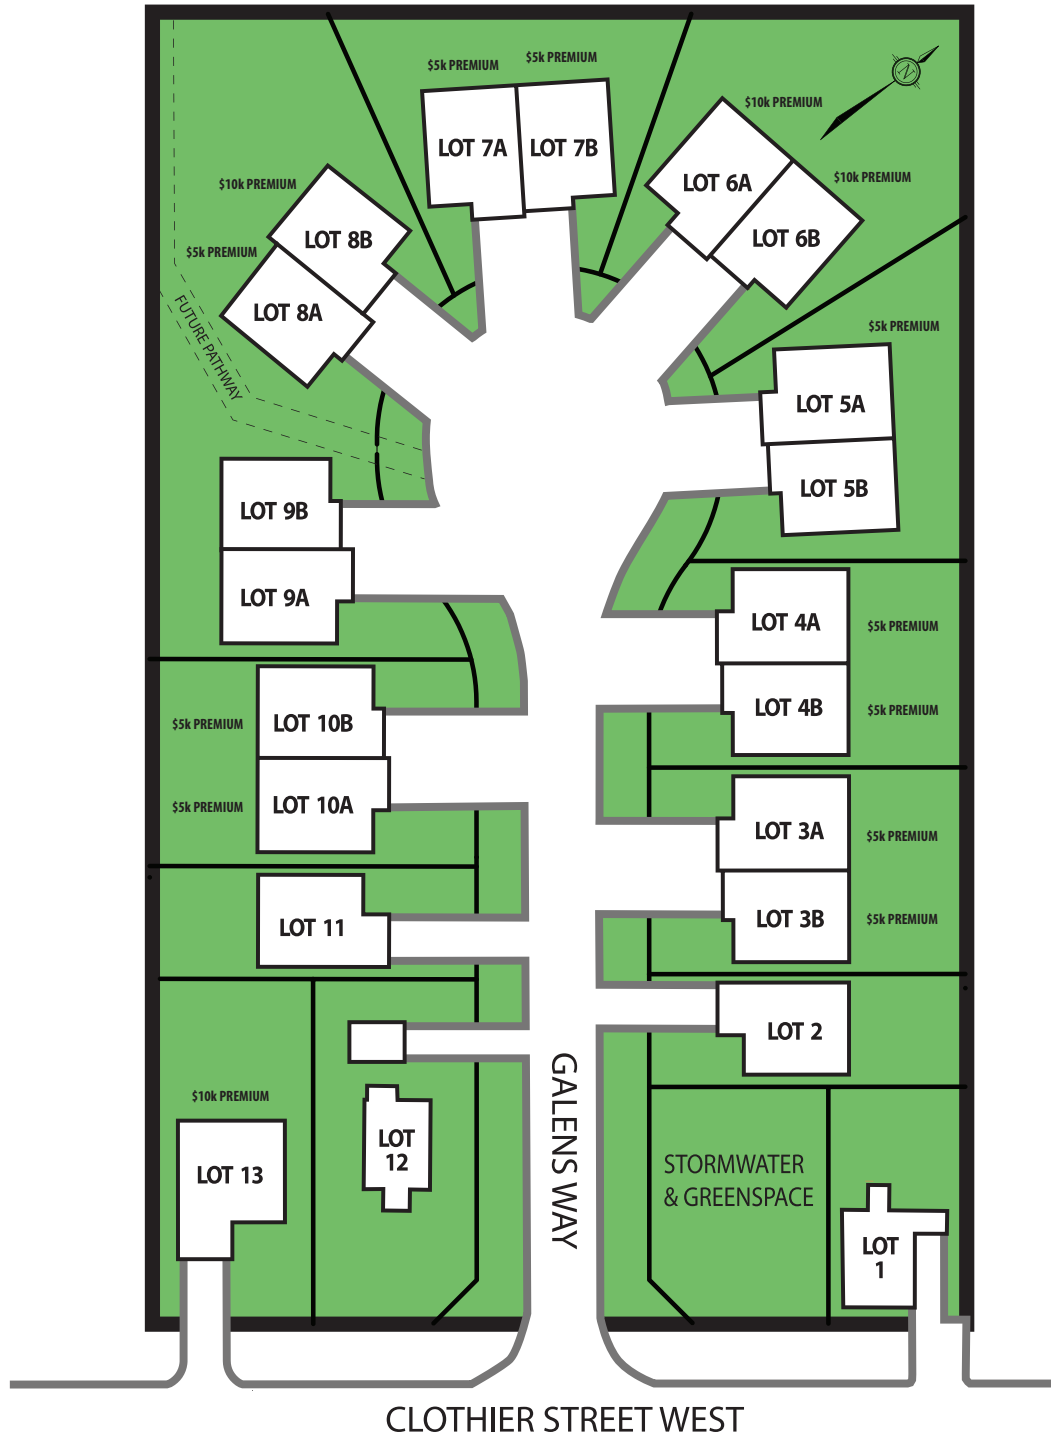 $5k PREMIUM
$5k PREMIUM
N
$10k PREMIUM
LOT 7A
LOT 7B
$10k PREMIUM
LOT 6A
$10k PREMIUM
LOT 8B
LOT 6B
$5k PREMIUM
LOT 8A
FUTURE PATHWAY
$5k PREMIUM
LOT 5A
LOT 5B
LOT 9B
LOT 9A
LOT 4A
$5k PREMIUM
LOT 4B
$5k PREMIUM
$5k PREMIUM
LOT 10B
$5k PREMIUM
LOT 10A
LOT 3A
$5k PREMIUM
LOT 3B
$5k PREMIUM
LOT 11
LOT 2
GALENS WAY
$10k PREMIUM
LOT 13
LOT
12
STORMWATER
& GREENSPACE
LOT
1
CLOTHIER STREET WEST